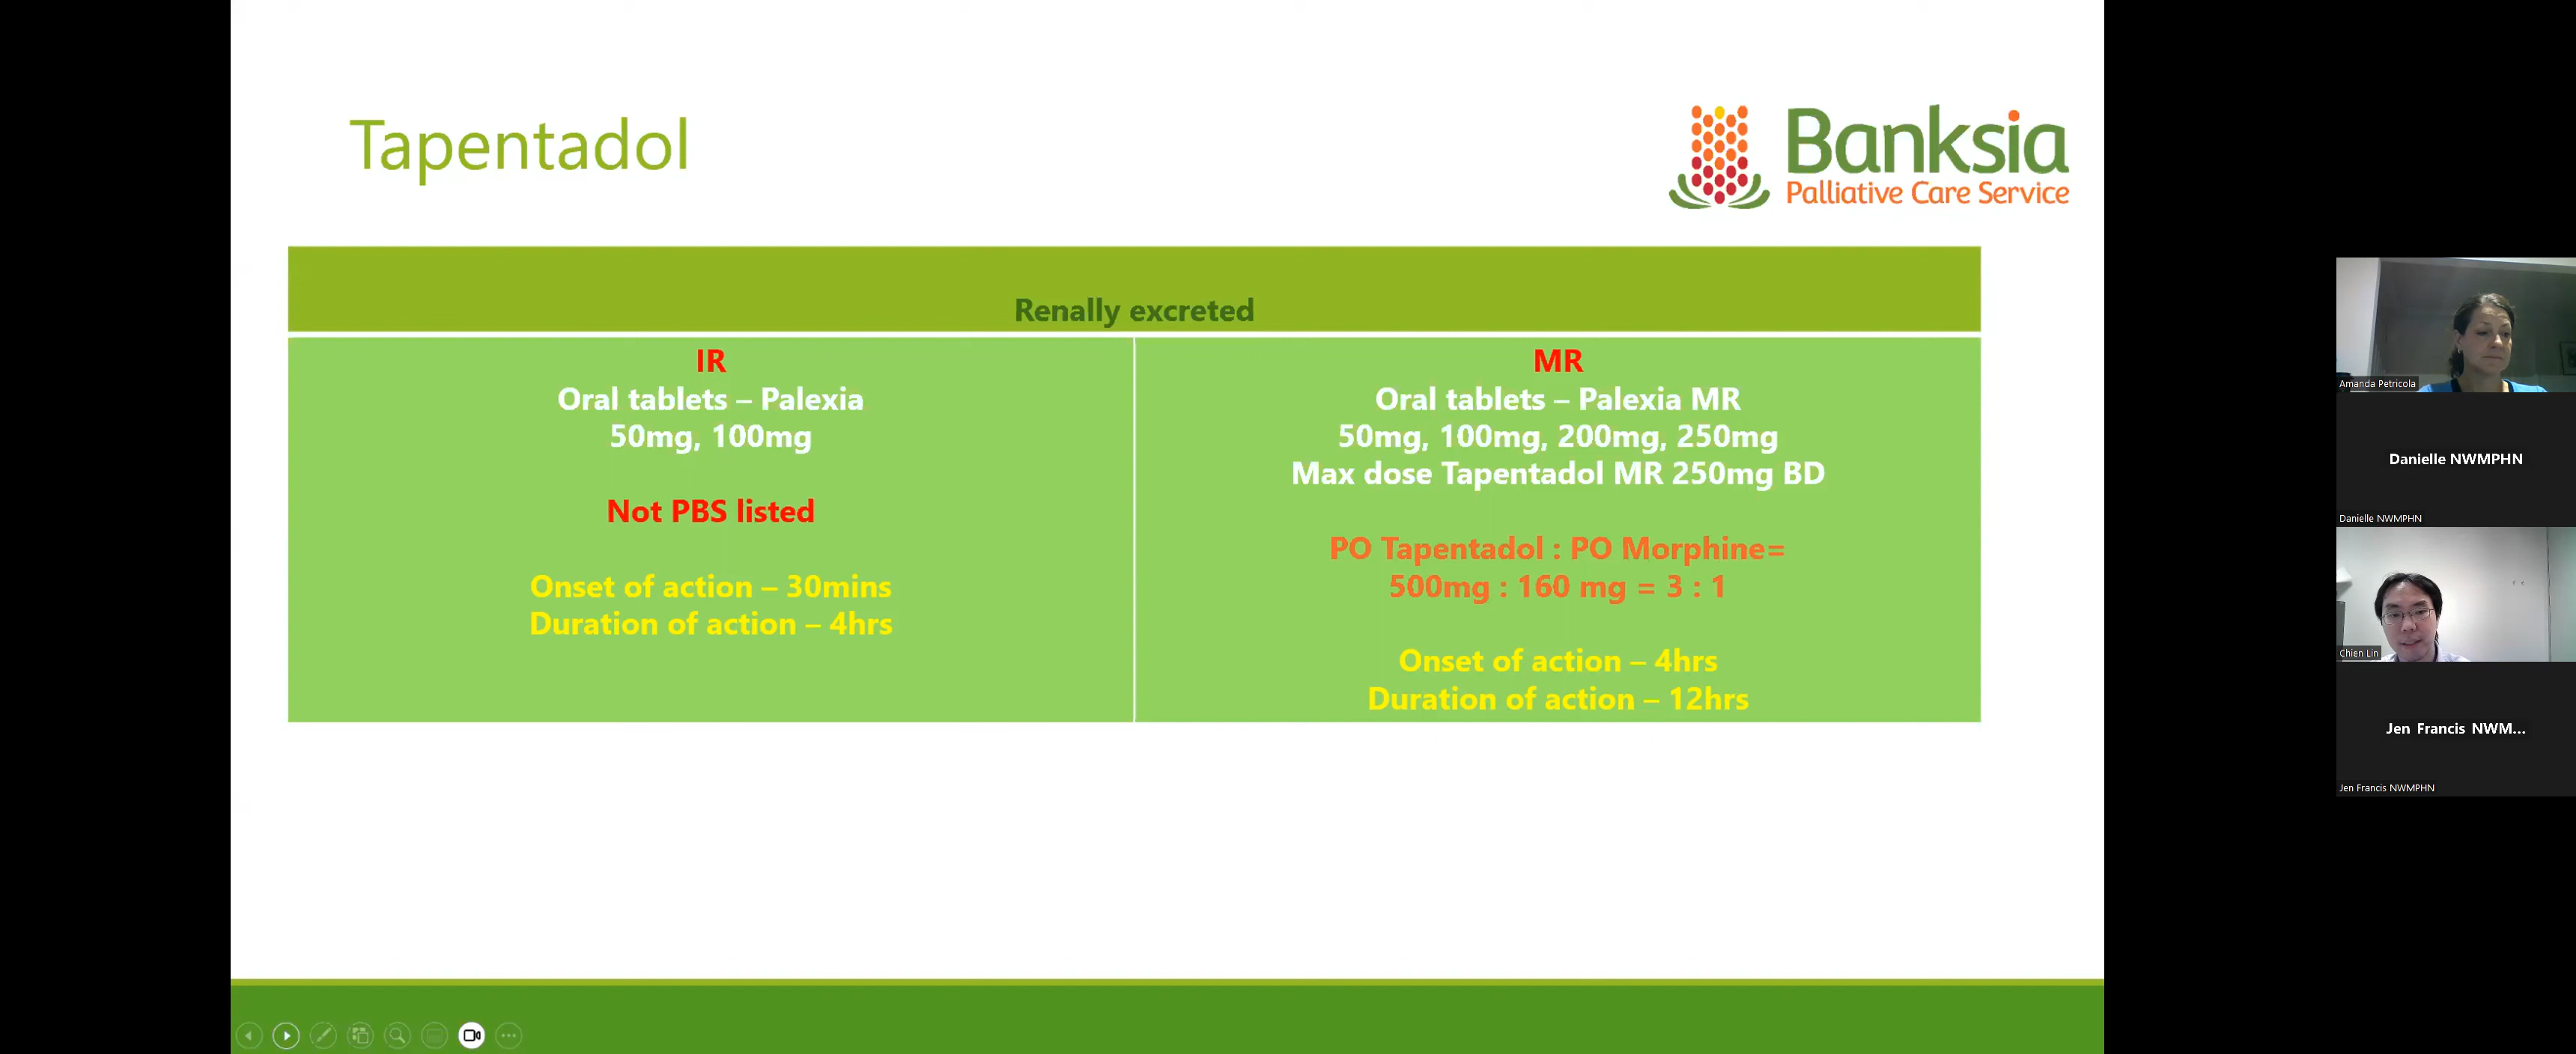 Tapentadol
Banksia
Palliative Care Service
Renally excreted
IR
Oral tablets – Palexia
50mg, 100mg
Not PBS listed
Onset of action – 30mins
Duration of action – 4hrs
MR
Oral tablets – Palexia MR
50mg, 100mg, 200mg, 250mg
Max dose Tapentadol MR 250mg BD
PO Tapentadol : PO Morphine=
500mg : 160 mg = 3 : 1
Onset of action – 4hrs
Duration of action – 12hrs
Amanda Petricola
Danielle NWMPHN
Danielle NWMPHN
Chien Lin
Jen Francis NWM...
Jen Francis NWMPHN